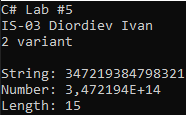 C# Lab #5
IS-03 Diordiev Ivan
2 variant

String: 347219384798321
Number: 3,472194E+14
Length: 15